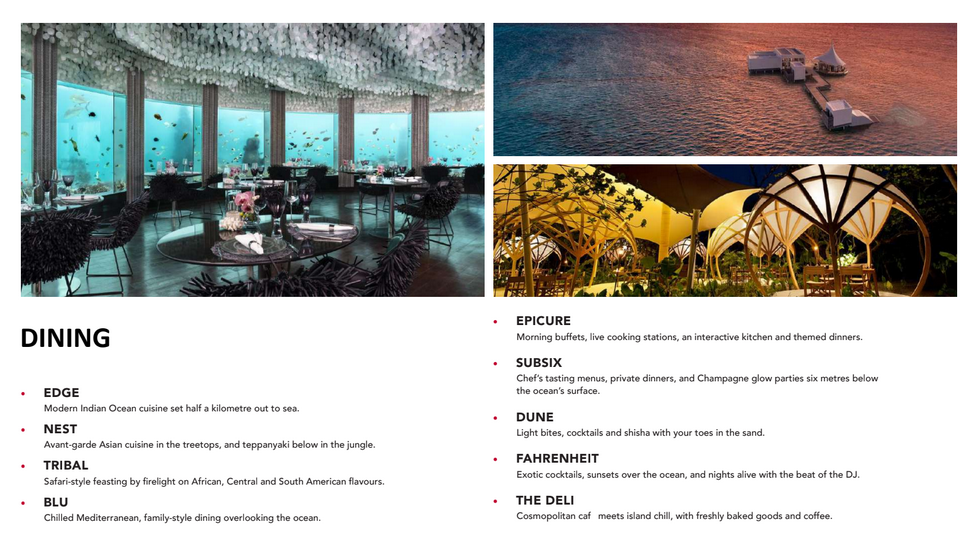 DINING
• EDGE
Modern Indian Ocean cuisine set half a kilometre out to sea.
• NEST
Avant-garde Asian cuisine in the treetops, and teppanyaki below in the jungle.
• TRIBAL
Safari-style feasting by firelight on African, Central and South American flavours.
• BLU
Chilled Mediterranean, family-style dining overlooking the ocean.
• EPICURE
Morning buffets, live cooking stations, an interactive kitchen and themed dinners.
• SUBSIX
Chef’s tasting menus, private dinners, and Champagne glow parties six metres below
the ocean’s surface.
• DUNE
Light bites, cocktails and shisha with your toes in the sand.
• FAHRENHEIT
Exotic cocktails, sunsets over the ocean, and nights alive with the beat of the DJ.
• THE DELI
Cosmopolitan caf meets island chill, with freshly baked goods and coffee.